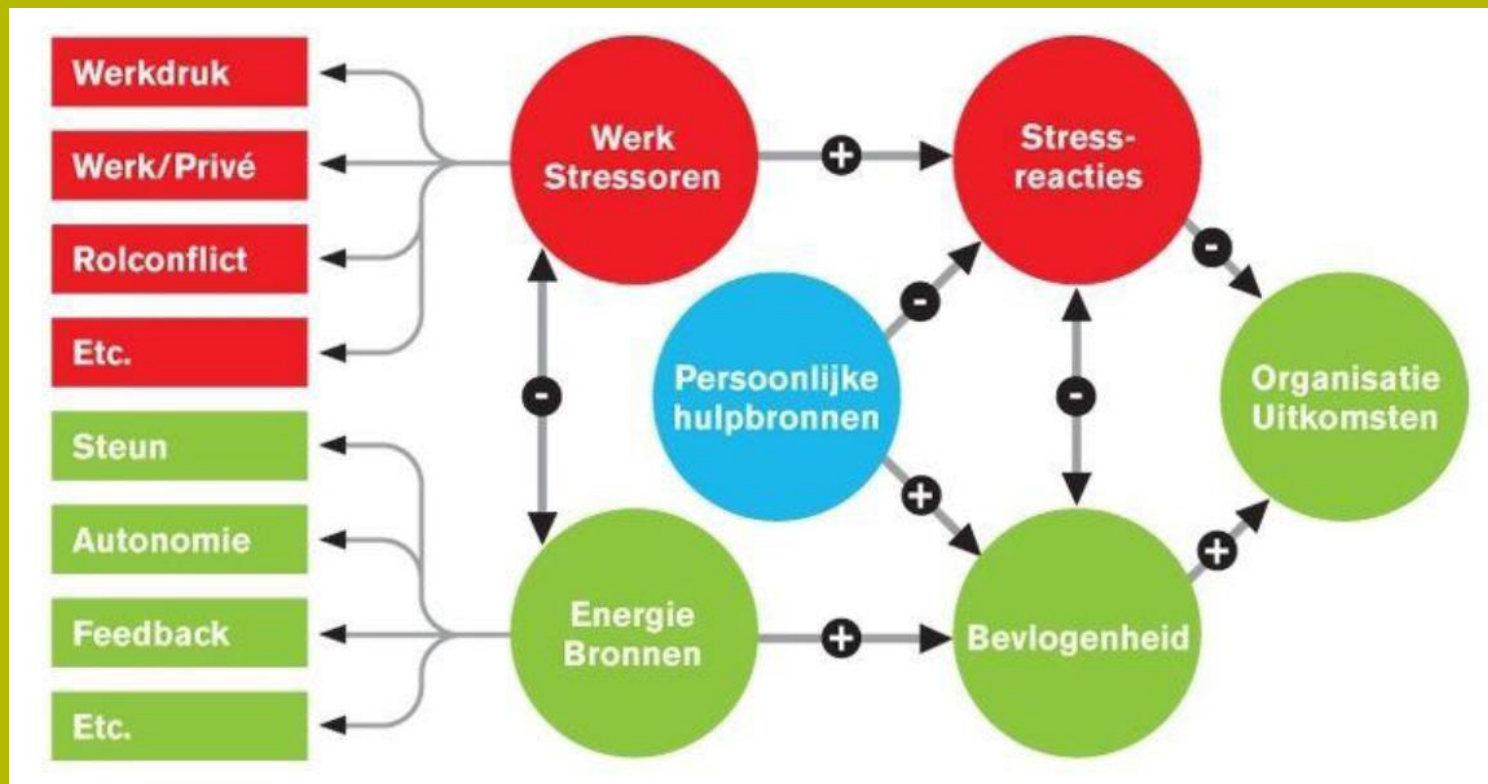 Werkdruk
Werk/Privé
Rolconflict
Etc.
Steun
Autonomie
Feedback
Etc.
Werk
Stressoren
+
Stress-
reacties
-
-
-
-
Persoonlijke
hulpbronnen
+
Organisatie
Uitkomsten
+
Energie
Bronnen
+
Bevlogenheid